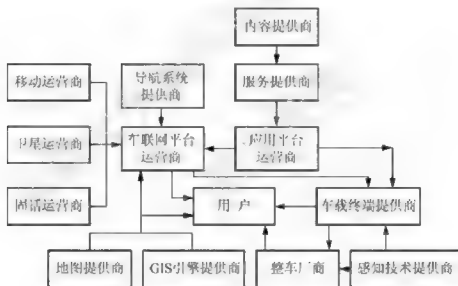 内容提供商
移动运营商
导航系统
提供商
服务提供商
卫星运营商
车联网平台
运营商
应用平台
运营商
固话运营商
用户
车载终端提供商
地图提供商
GIS引擎提供商
整车厂商
感知技术提供商